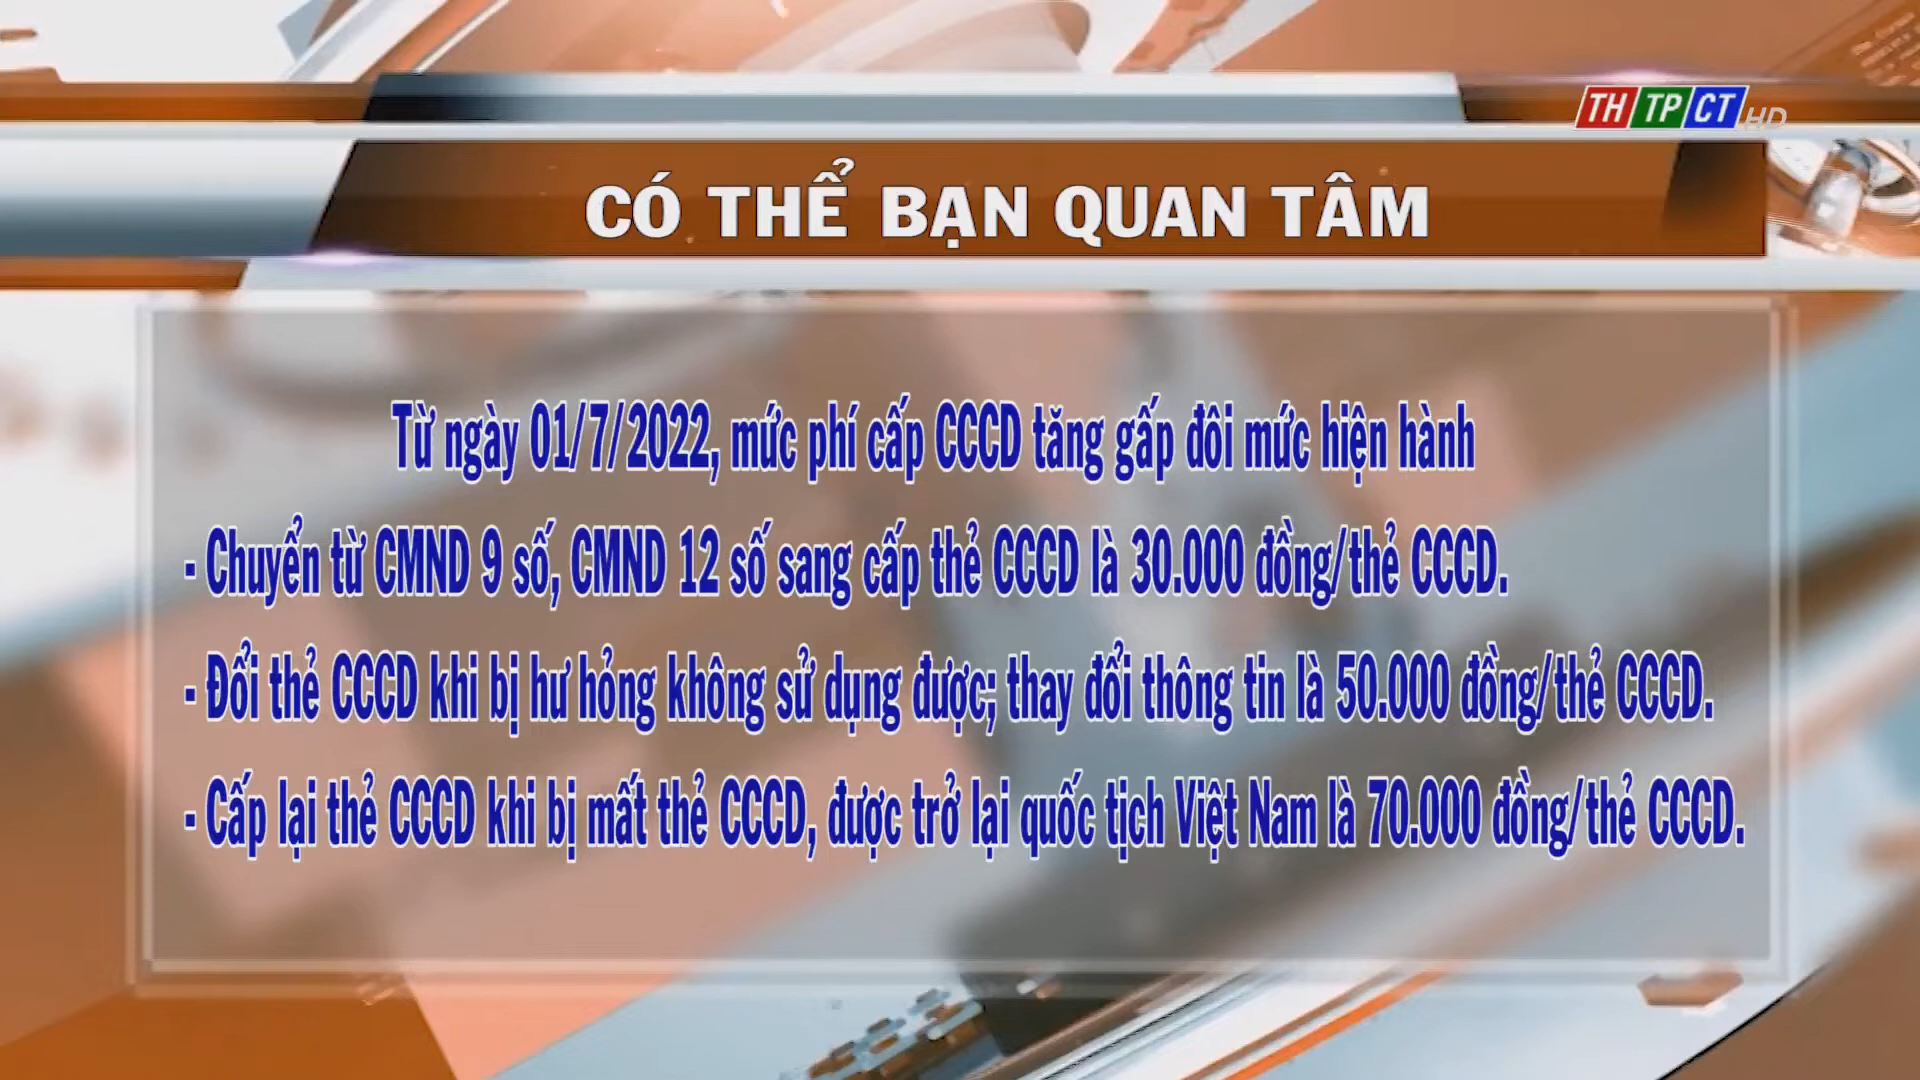 TH TP CT HD
CÓ THỂ BẠN QUAN TÂM
Từ ngày 01/7/2022, mức phí cấp CCCD tăng gấp đôi mức hiện hành
- Chuyển từ CMND 9 số, CMND 12 số sang cấp thẻ CCCD là 30.000 đồng/thẻ CCCD.
- Đổi thẻ CCCD khi bị hư hỏng không sử dụng được; thay đổi thông tin là 50.000 đồng/thẻ CCCD.
- Cấp lại thẻ CCCD khi bị mất thẻ CCCD, được trở lại quốc tịch Việt Nam là 70.000 đồng/thẻ CCCD.